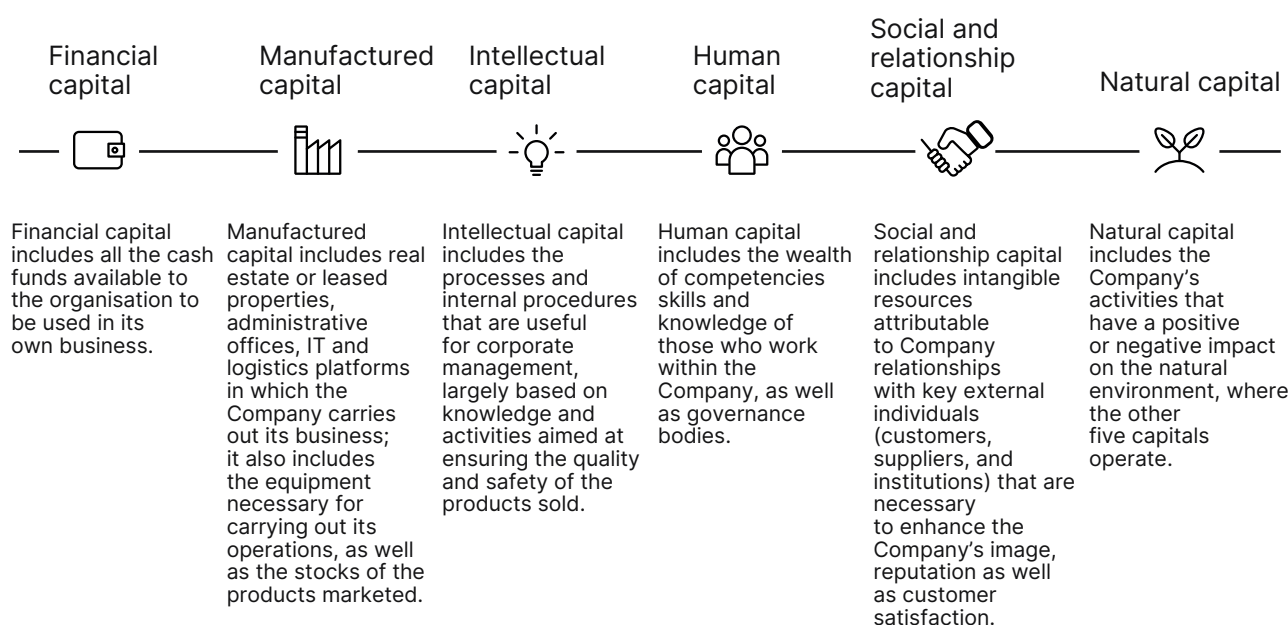 Financial
capital
Manufactured
capital
Intellectual
capital
Human
capital
Social and
relationship
capital
Natural capital
Financial capital
includes all the cash
funds available to
the organisation to
be used in its
own business.
Manufactured
capital includes real
estate or leased
properties,
administrative
offices, IT and
logistics platforms
in which the
Company carries
out its business;
it also includes
the equipment
necessary for
carrying out its
operations, as well
as the stocks of the
products marketed.
Intellectual capital
includes the
processes and
internal procedures
that are useful
for corporate
management,
largely based on
knowledge and
activities aimed at
ensuring the quality
and safety of the
products sold.
Human capital
includes the wealth
of competencies
skills and
knowledge of
those who work
within the
Company, as well
as governance
bodies.
Social and
relationship capital
includes intangible
resources
attributable
to Company
relationships
with key external
individuals
(customers,
suppliers, and
institutions) that are
necessary
to enhance the
Company’s image,
reputation as well
as customer
satisfaction.
Natural capital
includes the
Company’s
activities that
have a positive
or negative impact
on the natural
environment, where
the other
five capitals
operate.